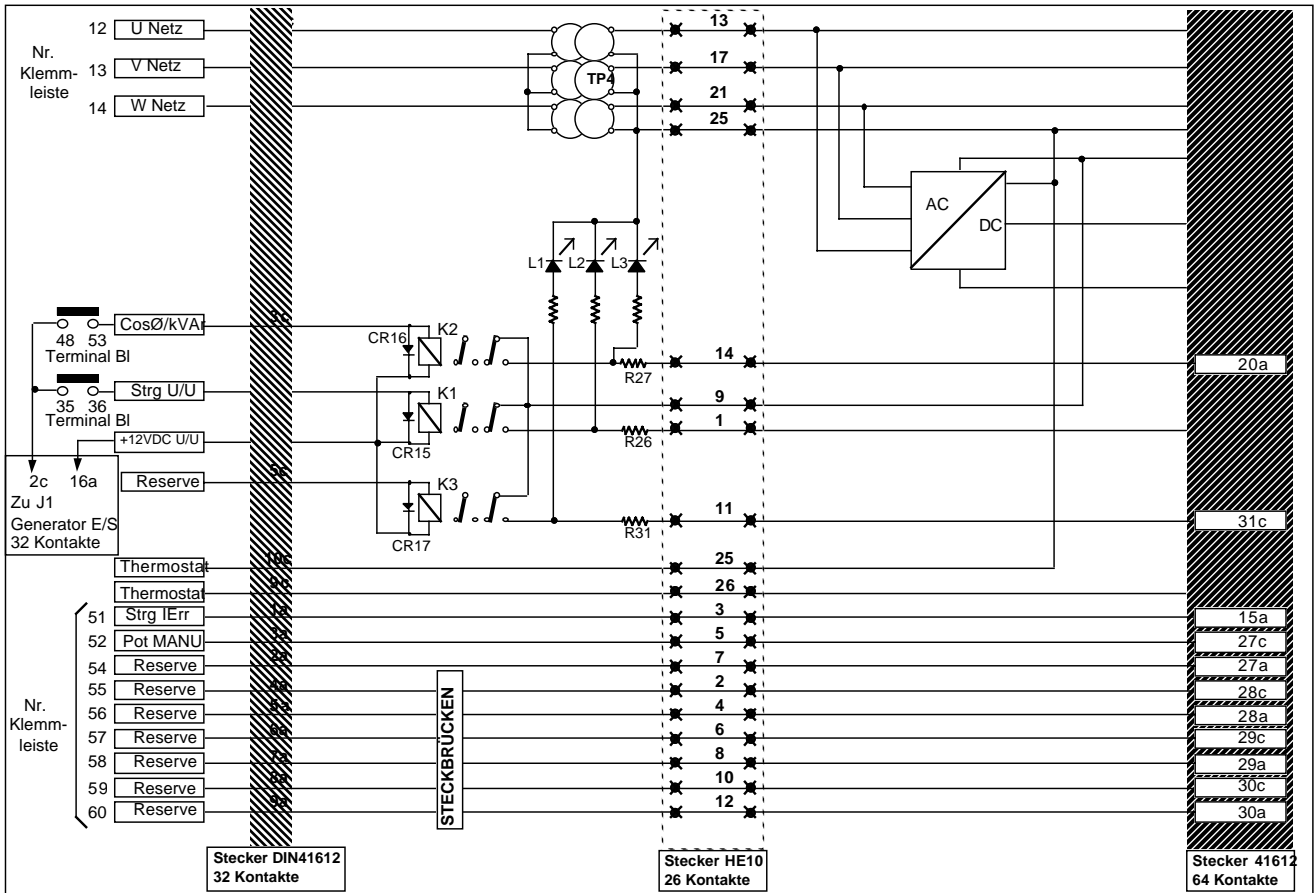 12 U Netz 13
Nr.
Klemm-
leiste
13 V Netz 17
TP4
14 W Netz 21
25
AC
DC
L1 L2 L3
CosØ/kVAr
48 53
Terminal Bl
CR16 K2
14 20a
R27
Strg U/U
35 36
Terminal Bl
K1
9
1
R26
+12VDC U/U
CR15
2c 16a
Zu J1
Generator E/S
32 Kontakte
Reserve
K3
11 31c
R31
CR17
Thermostat 25
Thermostat 26
51 Strg IErr 3 15a
52 Pot MANU 5 27c
54 Reserve 7 27a
55 Reserve 2 28c
56 Reserve 4 28a
57 Reserve 6 29c
58 Reserve 8 29a
59 Reserve 10 30c
60 Reserve 12 30a
Nr.
Klemm-
leiste
STECKBRÜCKEN
Stecker DIN41612
32 Kontakte
Stecker HE10
26 Kontakte
Stecker 41612
64 Kontakte